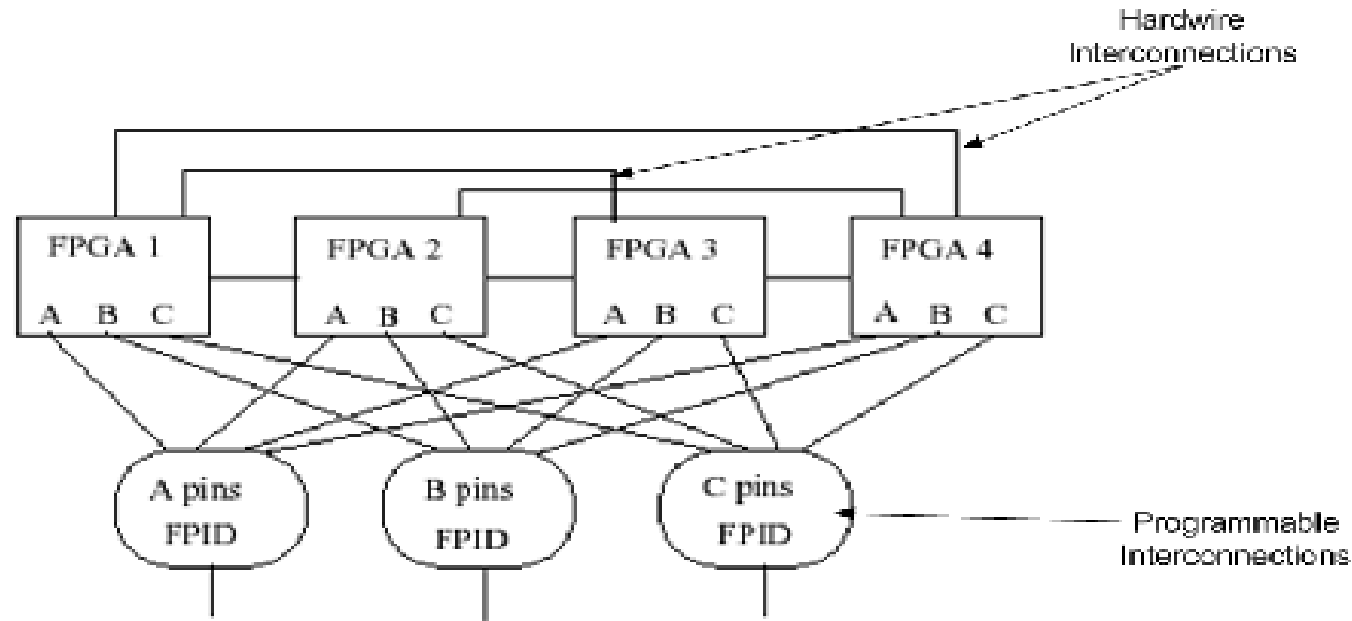 Hardwire
Interconnections
FPGA 1
FPGA 2
FPGA 3
FPGA 4
A B C
A B C
A B C
A B C
A pins
FPID
B pins
FPID
C pins
FPID
Programmable
Interconnections